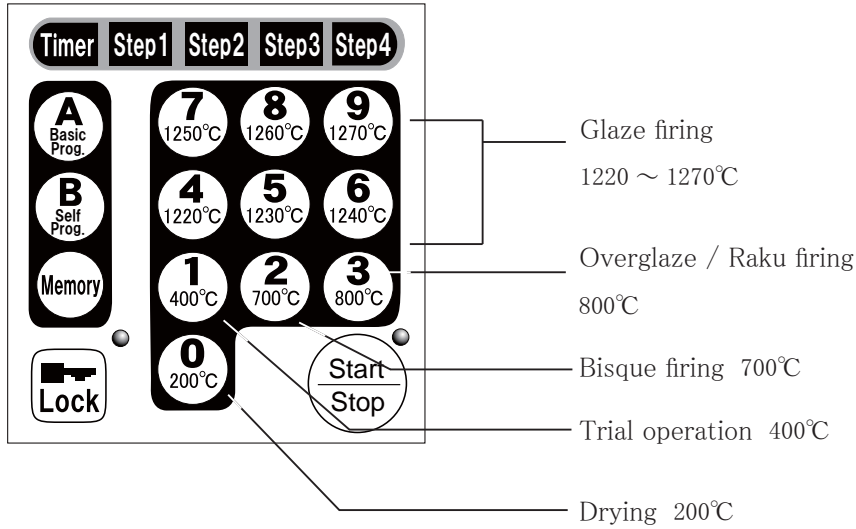 Timer Step1 Step2 Step3 Step4
A
Basic
Prog.
B
Self
Prog.
Memory
Lock
7
1250℃
8
1260℃
9
1270℃
4
1220℃
5
1230℃
6
1240℃
1
400℃
2
700℃
3
800℃
0
200℃
Start
Stop
Glaze firing
1220 ～ 1270℃
Overglaze / Raku firing
800℃
Bisque firing 700℃
Trial operation 400℃
Drying 200℃